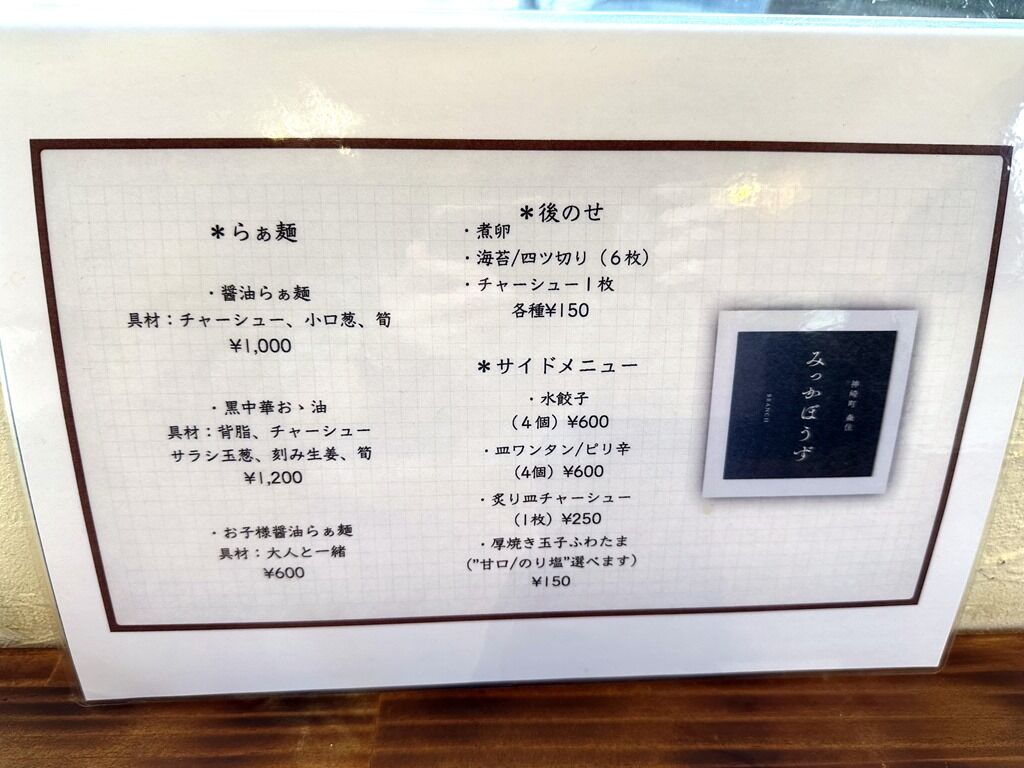 ＊らぁ麺
・醤油らぁ麺
具材：チャーシュー、小口葱、筍
¥1,000
・黒中華おゝ油
具材：背脂、チャーシュー
サラシ玉葱、刻み生姜、筍
¥1,200
・お子様醤油らぁ麺
具材：大人と一緒
¥600
＊後のせ
・煮卵
・海苔/四ツ切り（６枚）
・チャーシュー１枚
各種¥150
＊サイドメニュー
・水餃子
（４個）¥600
・皿ワンタン/ピリ辛
（4個）¥600
・炙り皿チャーシュー
（1枚）¥250
・厚焼き玉子ふわたま
（”甘口/のり塩”選べます）
¥150
神崎町
みっかぼうず
BRANCH